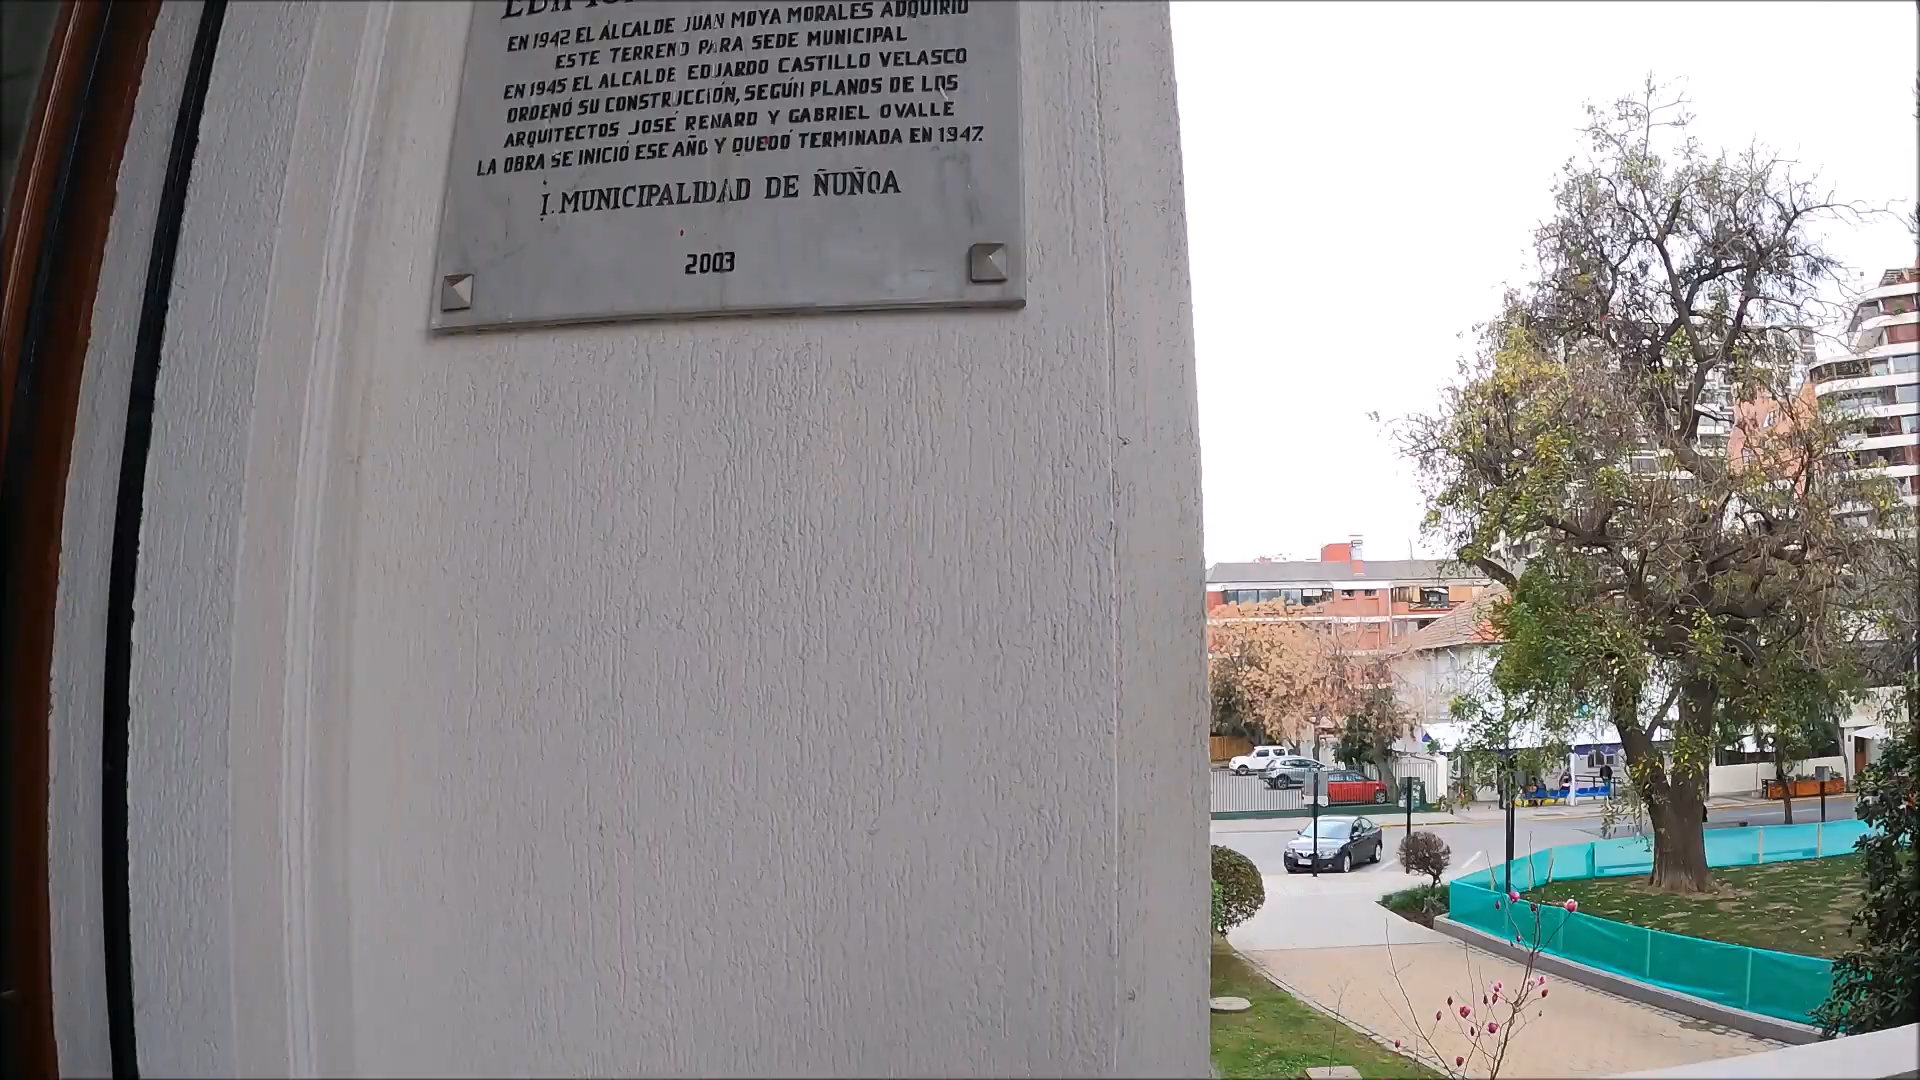 EN 1942 EL ALCALDE JUAN MOYA MORALES ADQUIRIÓ
ESTE TERRENO PARA SEDE MUNICIPAL
EN 1945 EL ALCALDE EDUARDO CASTILLO VELASCO
ORDENÓ SU CONSTRUCCIÓN, SEGÚN PLANOS DE LOS
ARQUITECTOS JOSÉ RENARD Y GABRIEL OVALLE
LA OBRA SE INICIÓ ESE AÑO Y QUEDÓ TERMINADA EN 1947.
I. MUNICIPALIDAD DE ÑUÑOA
2003